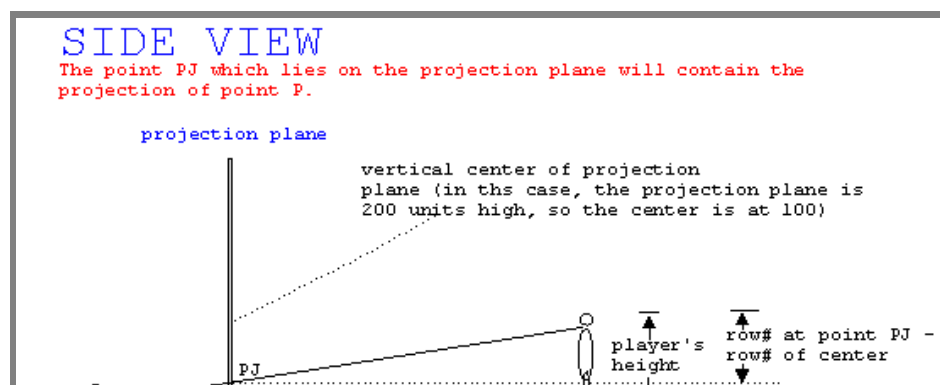 SIDE VIEW
The point PJ which lies on the projection plane will contain the
projection of point P.
projection plane
vertical center of projection
plane (in ths case, the projection plane is
200 units high, so the center is at 100)
player's
height
row# at point PJ -
row# of center
PJ